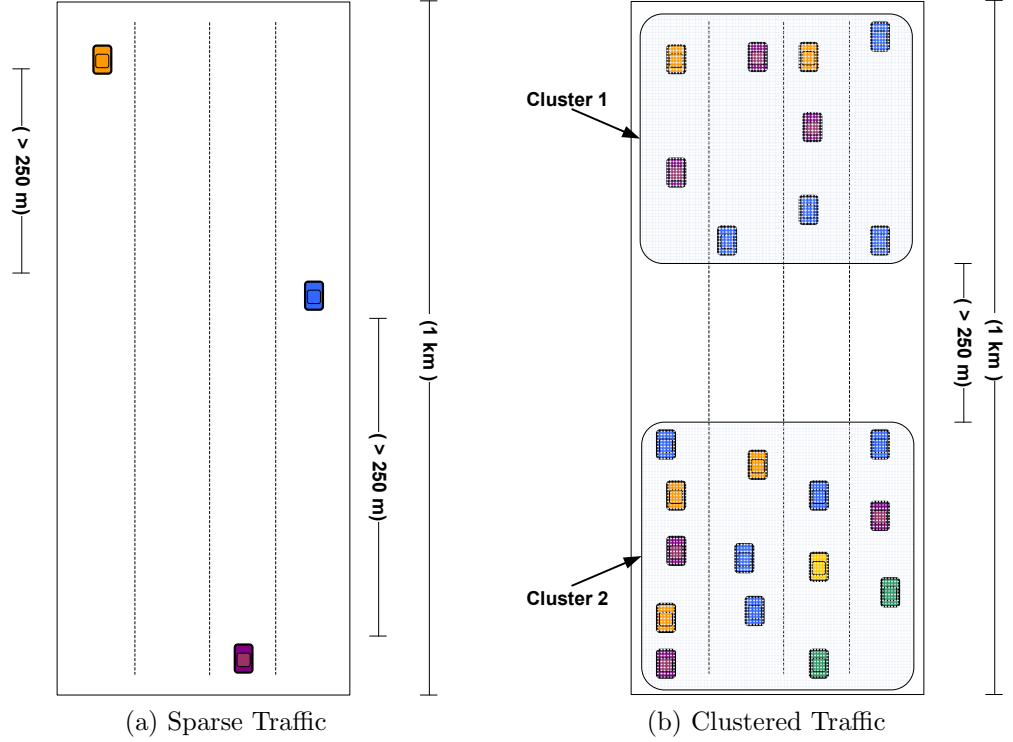 ( > 250 m)
( > 250 m)
(1 km )
(a) Sparse Traffic
Cluster 1
Cluster 2
( > 250 m)
(1 km )
(b) Clustered Traffic